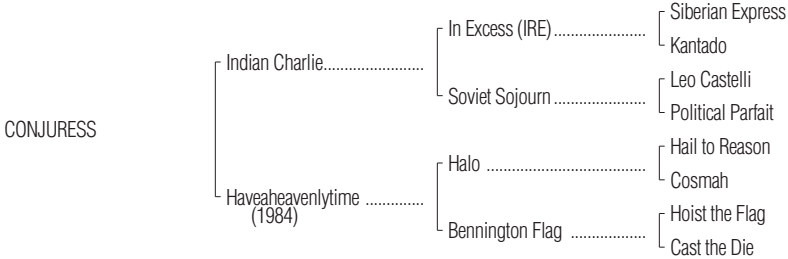 Siberian Express
In Excess (IRE)......................
Kantado
Indian Charlie........................
Leo Castelli
Soviet Sojourn......................
Political Parfait
CONJURESS
Hail to Reason
Halo ......................................
Cosmah
Haveaheavenlytime ..............
(1984)
Hoist the Flag
Bennington Flag ..................
Cast the Die